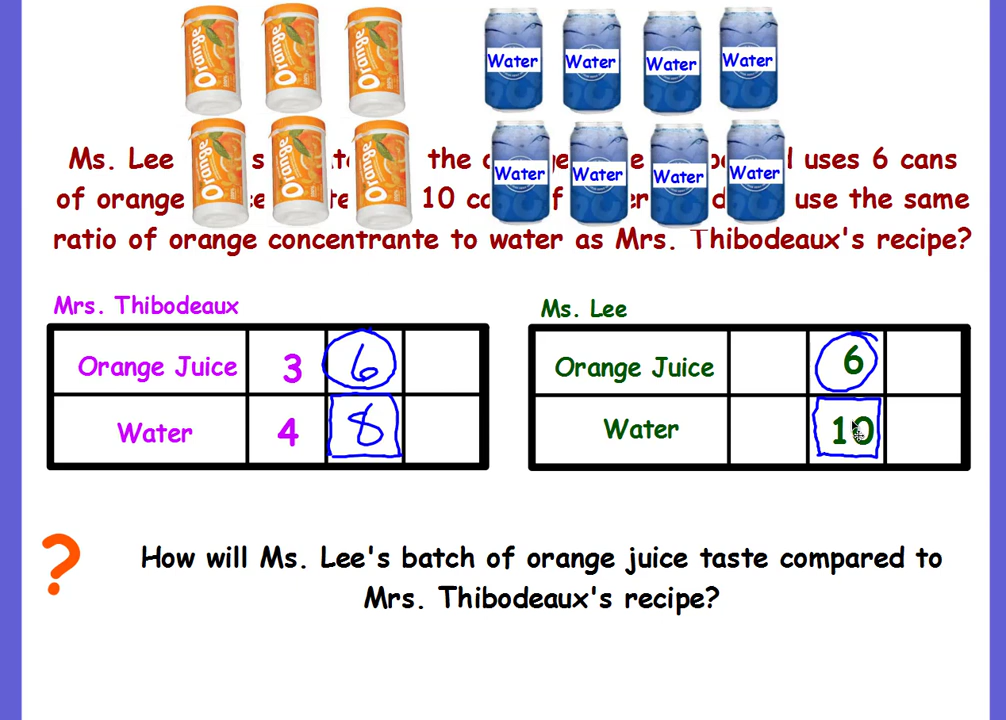 Orange Orange Orange Water Water Water Water
Orange Orange Orange Water Water Water Water
Ms. Lee the uses 6 cans
of orange 10 use the same
ratio of orange concentrante to water as Mrs. Thibodeaux's recipe?
Mrs. Thibodeaux
Ms. Lee
Orange Juice 3 6
Water 4 8
Orange Juice 6
Water 10
? How will Ms. Lee's batch of orange juice taste compared to
Mrs. Thibodeaux's recipe?